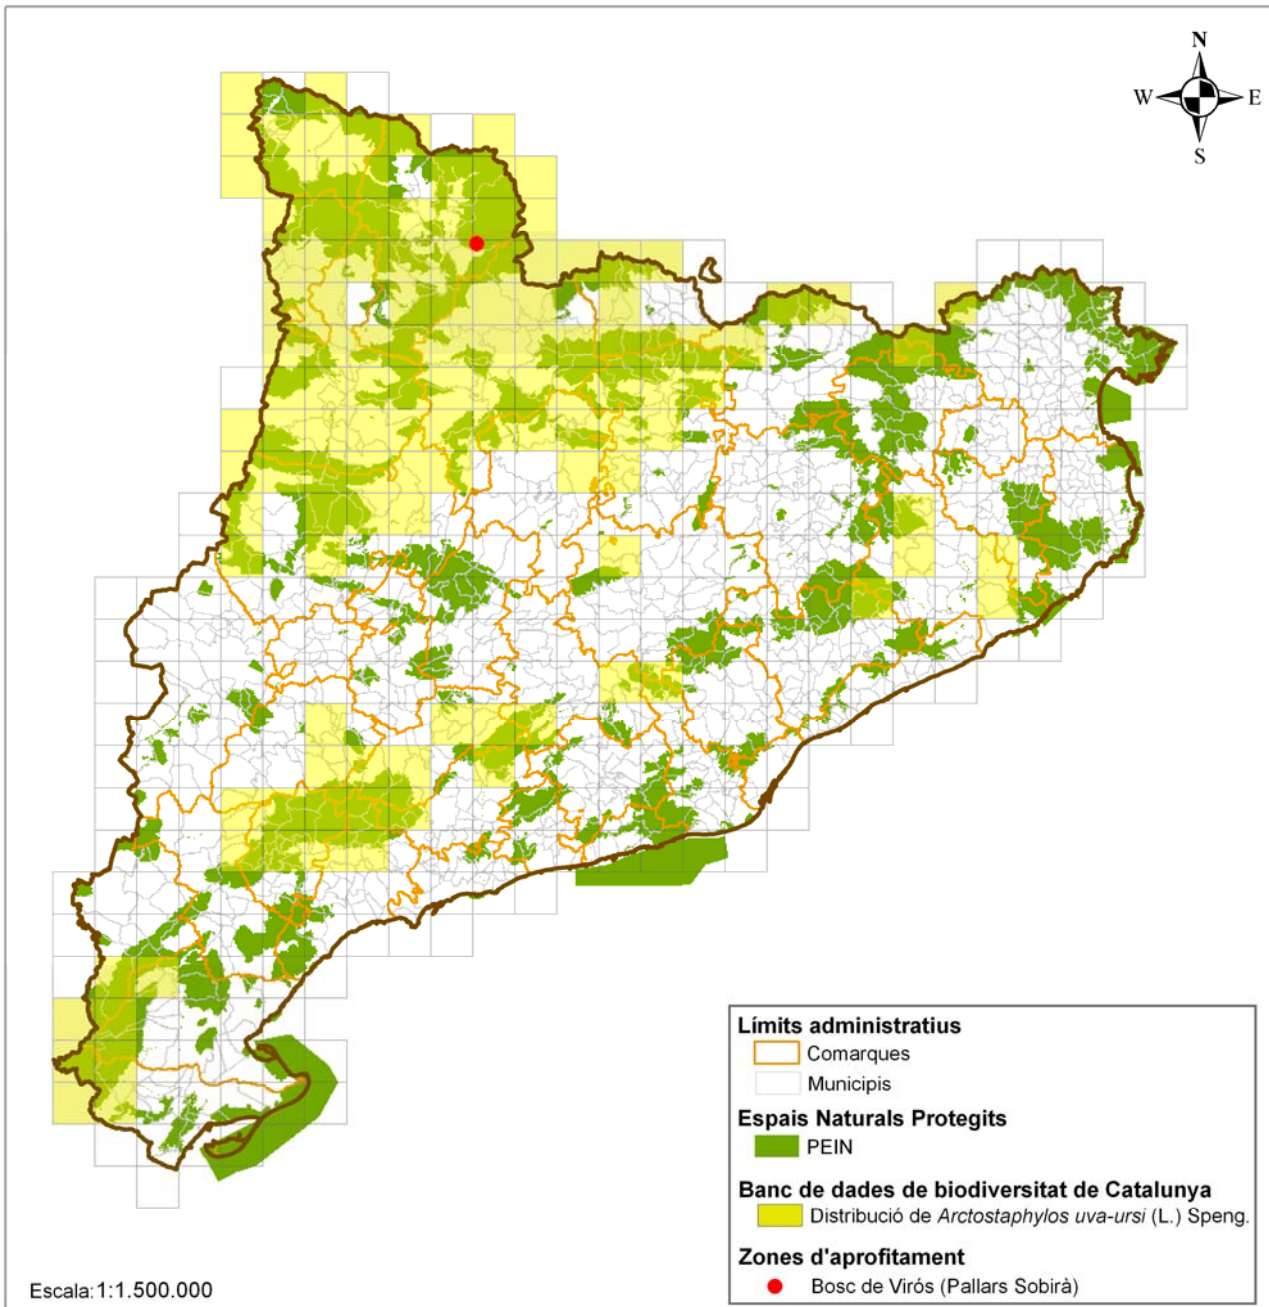 N
W E
S
Límits administratius
Comarques
Municipis
Espais Naturals Protegits
PEIN
Banc de dades de biodiversitat de Catalunya
Distribució de Arctostaphylos uva-ursi (L.) Speng.
Zones d'aprofitament
Bosc de Virós (Pallars Sobirà)
Escala:1:1.500.000